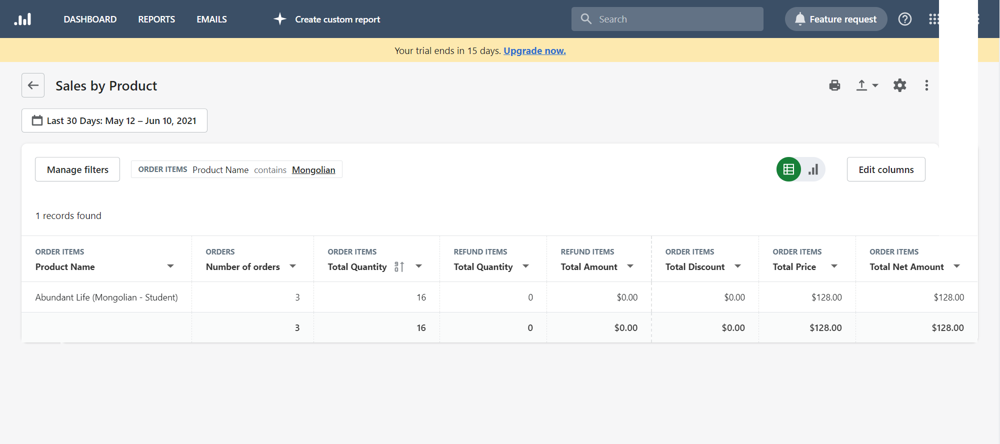 DASHBOARD REPORTS EMAILS Create custom report Search Feature request
Your trial ends in 15 days. Upgrade now.
Sales by Product
Last 30 Days: May 12 – Jun 10, 2021
Manage filters ORDER ITEMS Product Name contains Mongolian Edit columns
1 records found
ORDER ITEMS ORDERS ORDER ITEMS REFUND ITEMS REFUND ITEMS ORDER ITEMS ORDER ITEMS ORDER ITEMS
Product Name Number of orders Total Quantity Total Quantity Total Amount Total Discount Total Price Total Net Amount
Abundant Life (Mongolian - Student) 3 16 0 $0.00 $0.00 $128.00 $128.00
3 16 0 $0.00 $0.00 $128.00 $128.00